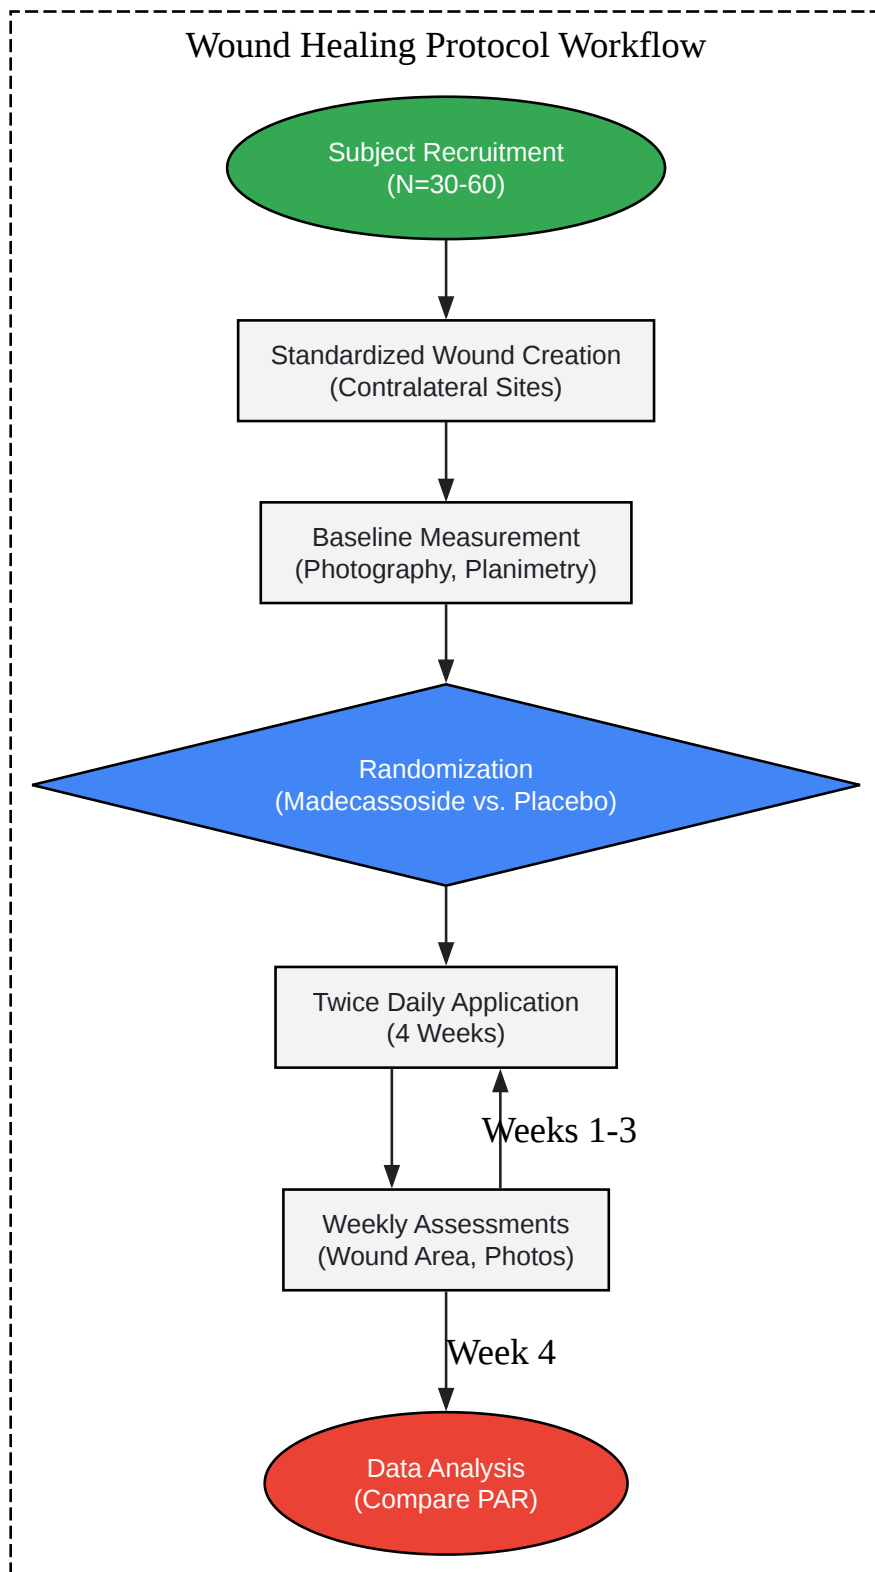 Wound Healing Protocol Workflow
Subject Recruitment
(N=30-60)
Standardized Wound Creation
(Contralateral Sites)
Baseline Measurement
(Photography, Planimetry)
Randomization
(Madecassoside vs. Placebo)
Twice Daily Application
(4 Weeks)
Weeks 1-3
Weekly Assessments
(Wound Area, Photos)
Week 4
Data Analysis
(Compare PAR)